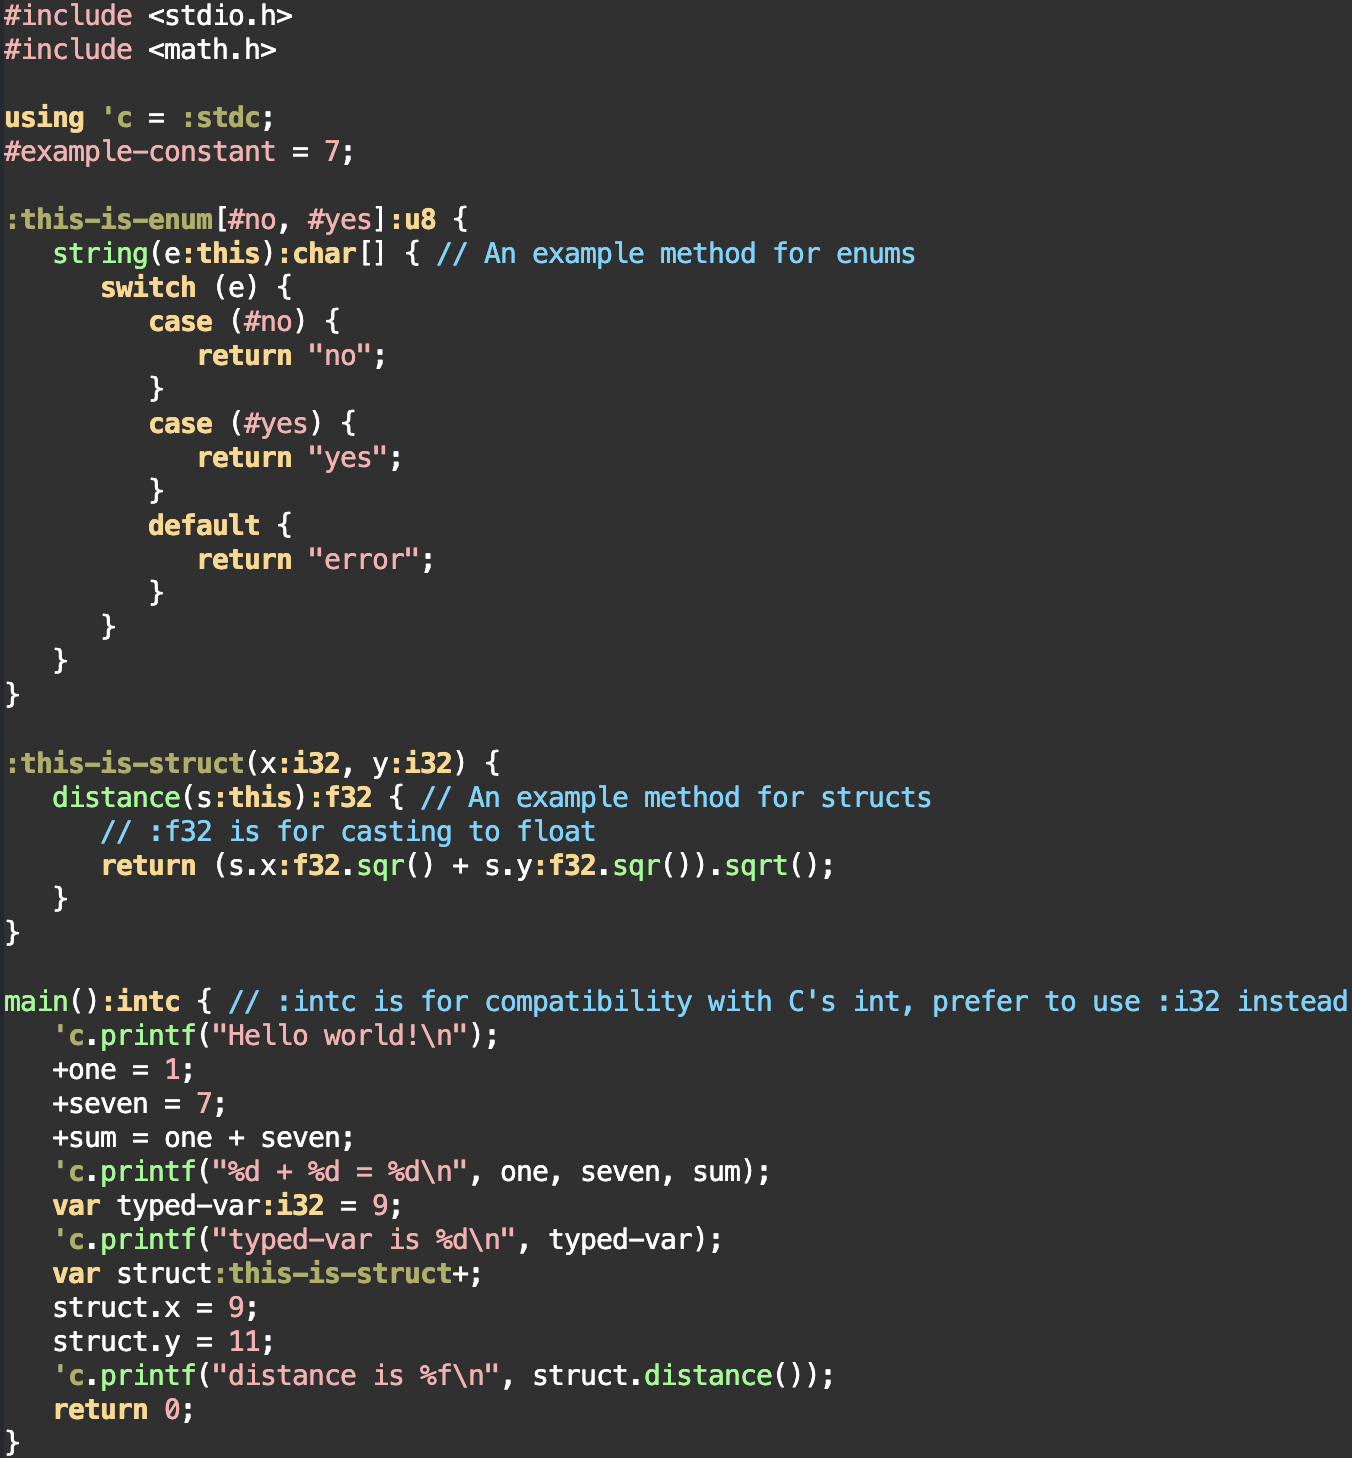 #include <stdio.h>
#include <math.h>

using 'c = :stdc;
#example-constant = 7;

:this-is-enum[#no, #yes]:u8 {
   string(e:this):char[] { // An example method for enums
      switch (e) {
         case (#no) {
            return "no";
         }
         case (#yes) {
            return "yes";
         }
         default {
            return "error";
         }
      }
   }
}

:this-is-struct(x:i32, y:i32) {
   distance(s:this):f32 { // An example method for structs
      // :f32 is for casting to float
      return (s.x:f32.sqr() + s.y:f32.sqr()).sqrt();
   }
}

main():intc { // :intc is for compatibility with C's int, prefer to use :i32 instead
   'c.printf("Hello world!\n");
   +one = 1;
   +seven = 7;
   +sum = one + seven;
   'c.printf("%d + %d = %d\n", one, seven, sum);
   var typed-var:i32 = 9;
   'c.printf("typed-var is %d\n", typed-var);
   var struct:this-is-struct+;
   struct.x = 9;
   struct.y = 11;
   'c.printf("distance is %f\n", struct.distance());
   return 0;
}